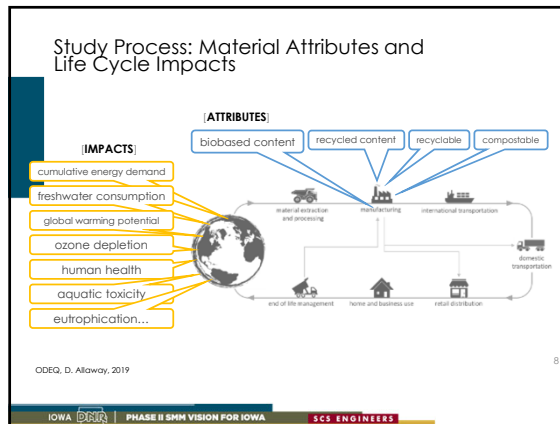 Study Process: Material Attributes and
Life Cycle Impacts
[ATTRIBUTES]
[IMPACTS]
biobased content
recycled content
recyclable
compostable
cumulative energy demand
freshwater consumption
global warming potential
ozone depletion
human health
aquatic toxicity
eutrophication...
material extraction
and processing
manufacturing
international transportation
domestic
transportation
end of life management
home and business use
retail distribution
8
ODEQ, D. Allaway, 2019
IOWA DNR PHASE II SMM VISION FOR IOWA SCS ENGINEERS